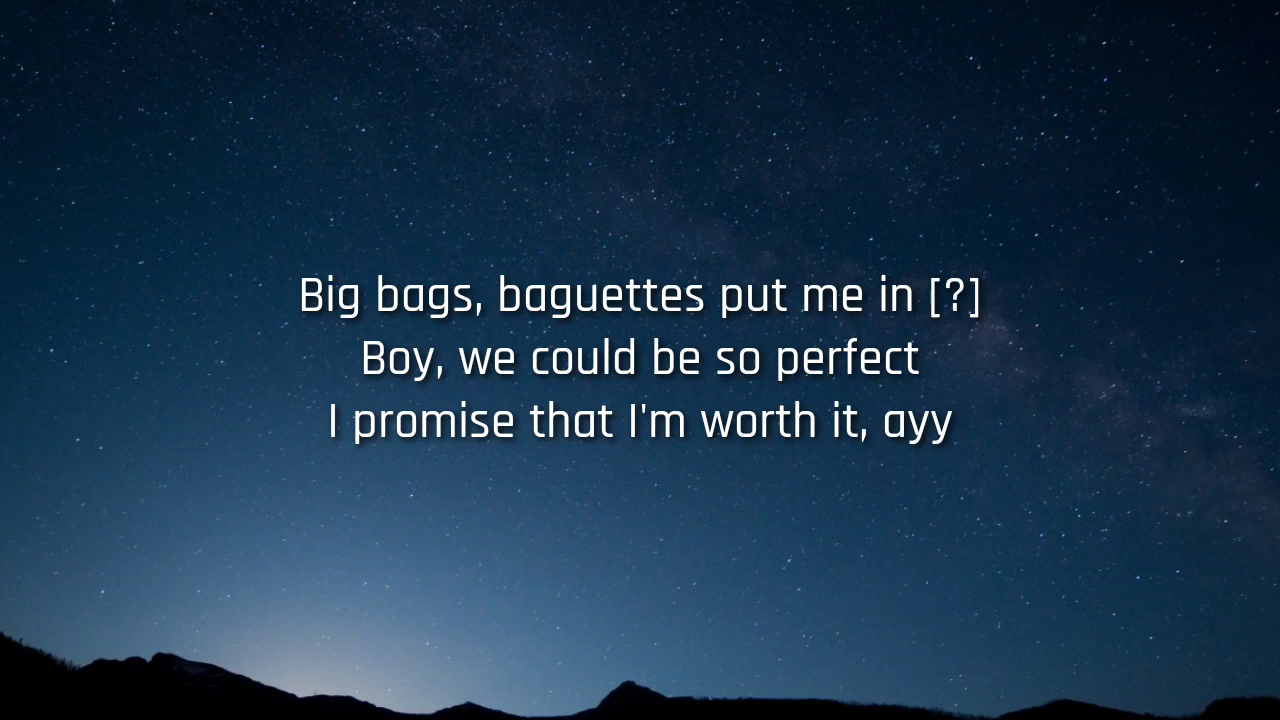 Big bags, baguettes put me in [?]
Boy, we could be so perfect
I promise that I'm worth it, ayy